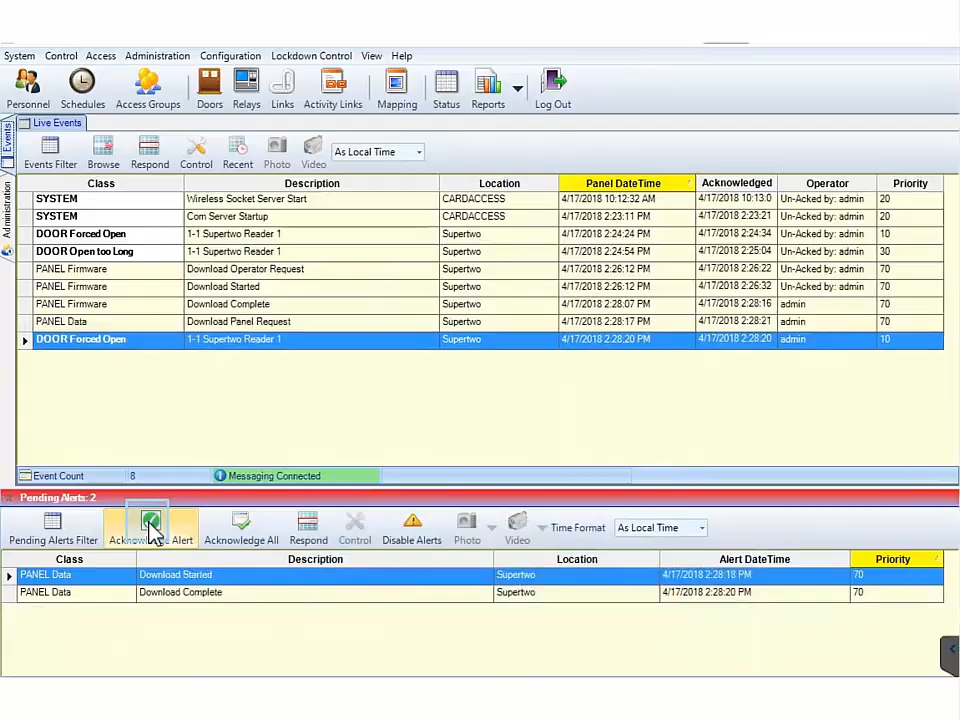 System Control Access Administration Configuration Lockdown Control View Help
Personnel Schedules Access Groups Doors Relays Links Activity Links Mapping Status Reports Log Out
Live Events
Events
Administration
Events Filter Browse Respond Control Recent Photo Video As Local Time
Class Description Location Panel DateTime Acknowledged Operator Priority
SYSTEM Wireless Socket Server Start CARDACCESS 4/17/2018 10:12:32 AM 4/17/2018 10:13:0 Un-Acked by: admin 20
SYSTEM Com Server Startup CARDACCESS 4/17/2018 2:23:11 PM 4/17/2018 2:23:21 Un-Acked by: admin 20
DOOR Forced Open 1-1 Supertwo Reader 1 Supertwo 4/17/2018 2:24:24 PM 4/17/2018 2:24:34 Un-Acked by: admin 10
DOOR Open too Long 1-1 Supertwo Reader 1 Supertwo 4/17/2018 2:24:54 PM 4/17/2018 2:25:04 Un-Acked by: admin 30
PANEL Firmware Download Operator Request Supertwo 4/17/2018 2:26:12 PM 4/17/2018 2:26:22 Un-Acked by: admin 70
PANEL Firmware Download Started Supertwo 4/17/2018 2:26:12 PM 4/17/2018 2:26:32 Un-Acked by: admin 70
PANEL Firmware Download Complete Supertwo 4/17/2018 2:28:07 PM 4/17/2018 2:28:16 admin 70
PANEL Data Download Panel Request Supertwo 4/17/2018 2:28:17 PM 4/17/2018 2:28:21 admin 70
DOOR Forced Open 1-1 Supertwo Reader 1 Supertwo 4/17/2018 2:28:20 PM 4/17/2018 2:28:20 admin 10
Event Count 8 Messaging Connected
Pending Alerts: 2
Pending Alerts Filter Alert Acknowledge All Respond Control Disable Alerts Photo Video Time Format As Local Time
Class Description Location Alert DateTime Priority
PANEL Data Download Started Supertwo 4/17/2018 2:28:18 PM 70
PANEL Data Download Complete Supertwo 4/17/2018 2:28:20 PM 70